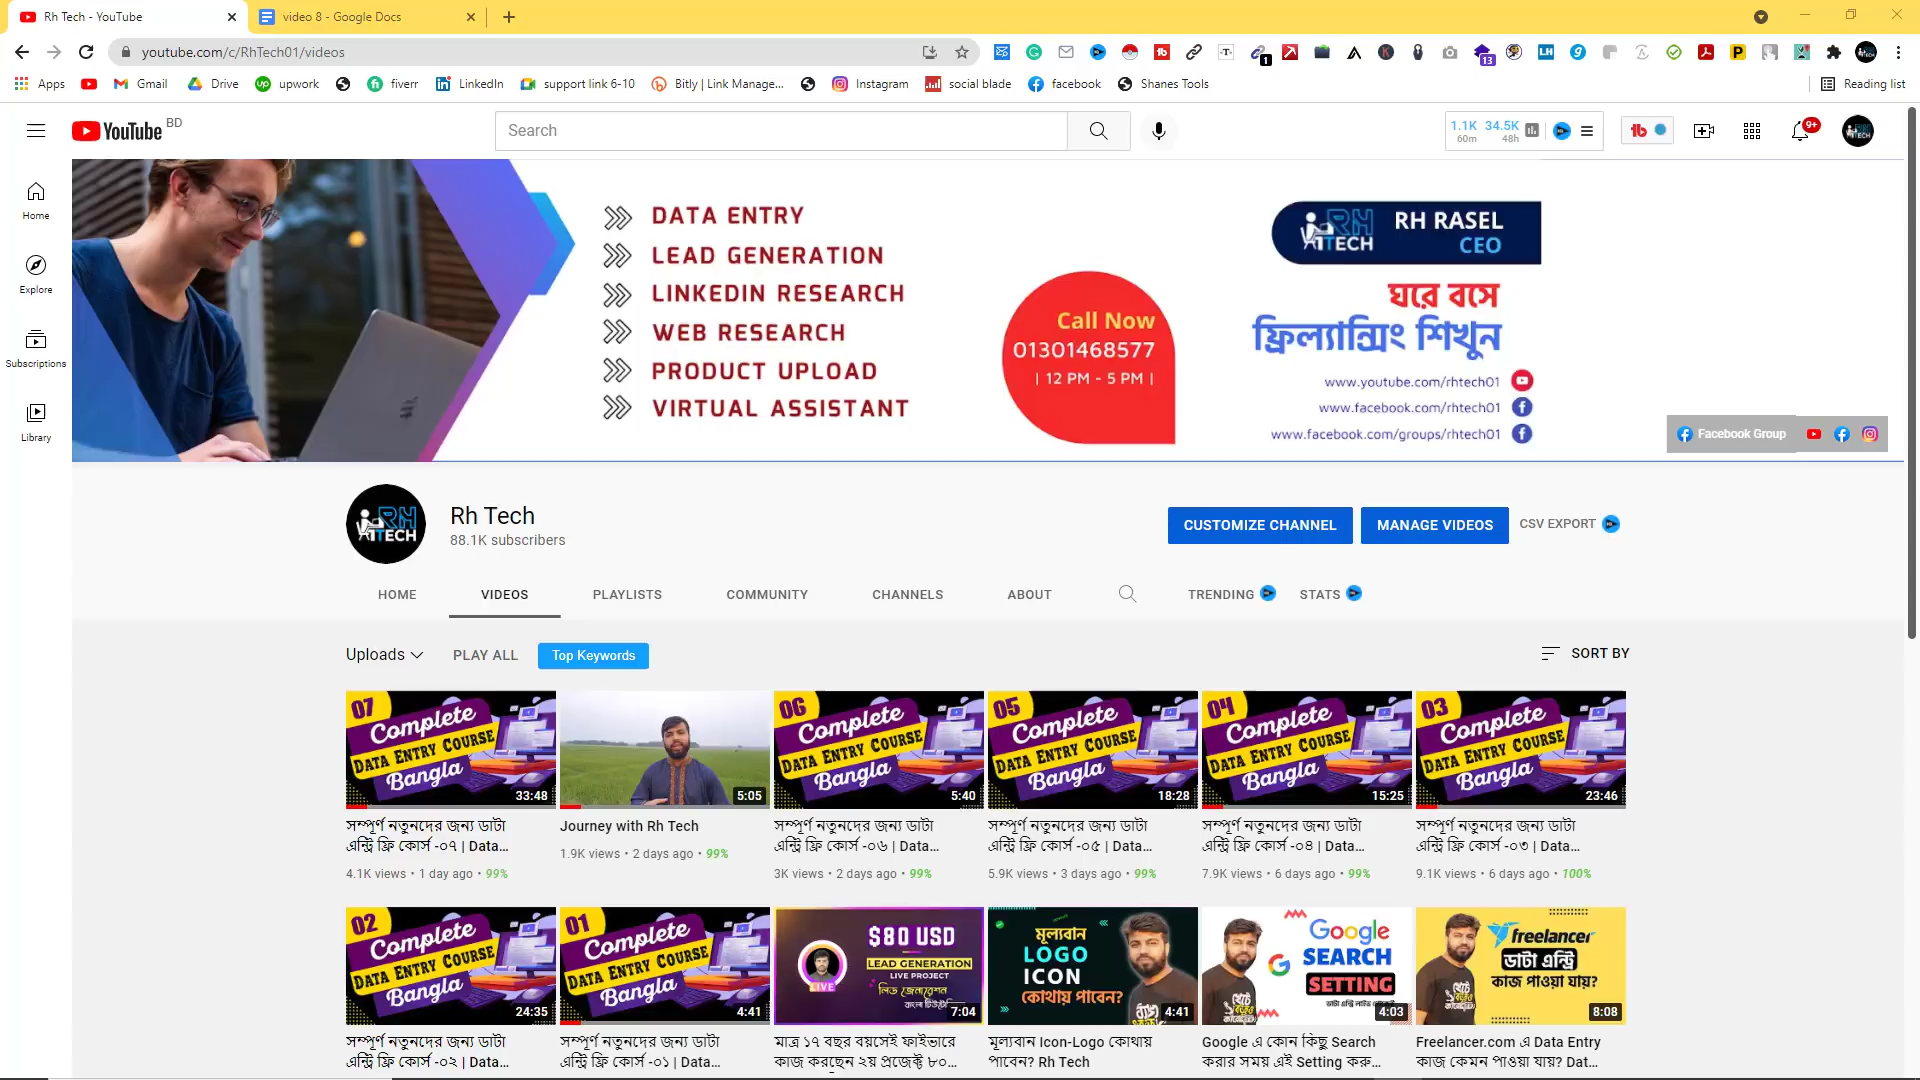 Rh Tech - YouTube
video 8 - Google Docs
youtube.com/c/RhTech01/videos
Apps
Gmail
Drive
upwork
fiverr
LinkedIn
support link 6-10
Bitly | Link Manage...
Instagram
social blade
facebook
Shanes Tools
Reading list
YouTube BD
Search
1.1K 34.5K
60m 48h
9+
Home
Explore
Subscriptions
Library
DATA ENTRY
LEAD GENERATION
LINKEDIN RESEARCH
WEB RESEARCH
PRODUCT UPLOAD
VIRTUAL ASSISTANT
Call Now
01301468577
| 12 PM - 5 PM |
RH TECH
RH RASEL
CEO
ঘরে বসে
ফ্রিল্যান্সিং শিখুন
www.youtube.com/rhtech01
www.facebook.com/rhtech01
www.facebook.com/groups/rhtech01
Facebook Group
Rh Tech
88.1K subscribers
CUSTOMIZE CHANNEL
MANAGE VIDEOS
CSV EXPORT
HOME
VIDEOS
PLAYLISTS
COMMUNITY
CHANNELS
ABOUT
TRENDING
STATS
Uploads
PLAY ALL
Top Keywords
SORT BY
07 Complete
Data Entry Course
Bangla
33:48
সম্পূর্ণ নতুনদের জন্য ডাটা
এন্ট্রি ফ্রি কোর্স -০৭ | Data...
4.1K views • 1 day ago • 99%
5:05
Journey with Rh Tech
1.9K views • 2 days ago • 99%
06 Complete
Data Entry Course
Bangla
5:40
সম্পূর্ণ নতুনদের জন্য ডাটা
এন্ট্রি ফ্রি কোর্স -০৬ | Data...
3K views • 2 days ago • 99%
05 Complete
Data Entry Course
Bangla
18:28
সম্পূর্ণ নতুনদের জন্য ডাটা
এন্ট্রি ফ্রি কোর্স -০৫ | Data...
5.9K views • 3 days ago • 99%
04 Complete
Data Entry Course
Bangla
15:25
সম্পূর্ণ নতুনদের জন্য ডাটা
এন্ট্রি ফ্রি কোর্স -০৪ | Data...
7.9K views • 6 days ago • 99%
03 Complete
Data Entry Course
Bangla
23:46
সম্পূর্ণ নতুনদের জন্য ডাটা
এন্ট্রি ফ্রি কোর্স -০৩ | Data...
9.1K views • 6 days ago • 100%
02 Complete
Data Entry Course
Bangla
24:35
সম্পূর্ণ নতুনদের জন্য ডাটা
এন্ট্রি ফ্রি কোর্স -০২ | Data...
01 Complete
Data Entry Course
Bangla
4:41
সম্পূর্ণ নতুনদের জন্য ডাটা
এন্ট্রি ফ্রি কোর্স -০১ | Data...
$80 USD
LEAD GENERATION
LIVE PROJECT
LIVE
লিড জেনারেশন
বাংলা টিউটো
7:04
মাত্র ১৭ বছর বয়সেই ফাইভারে
কাজ করছেন ২য় প্রজেক্ট ৮০...
মূল্যবান
LOGO
ICON
কোথায় পাবেন?
4:41
মূল্যবান Icon-Logo কোথায়
পাবেন? Rh Tech
Google
SEARCH
SETTING
4:03
Google এ কোন কিছু Search
করার সময় এই Setting করু...
freelancer
ডাটা এন্ট্রি
কাজ পাওয়া যায়?
8:08
Freelancer.com এ Data Entry
কাজ কেমন পাওয়া যায়? Dat...